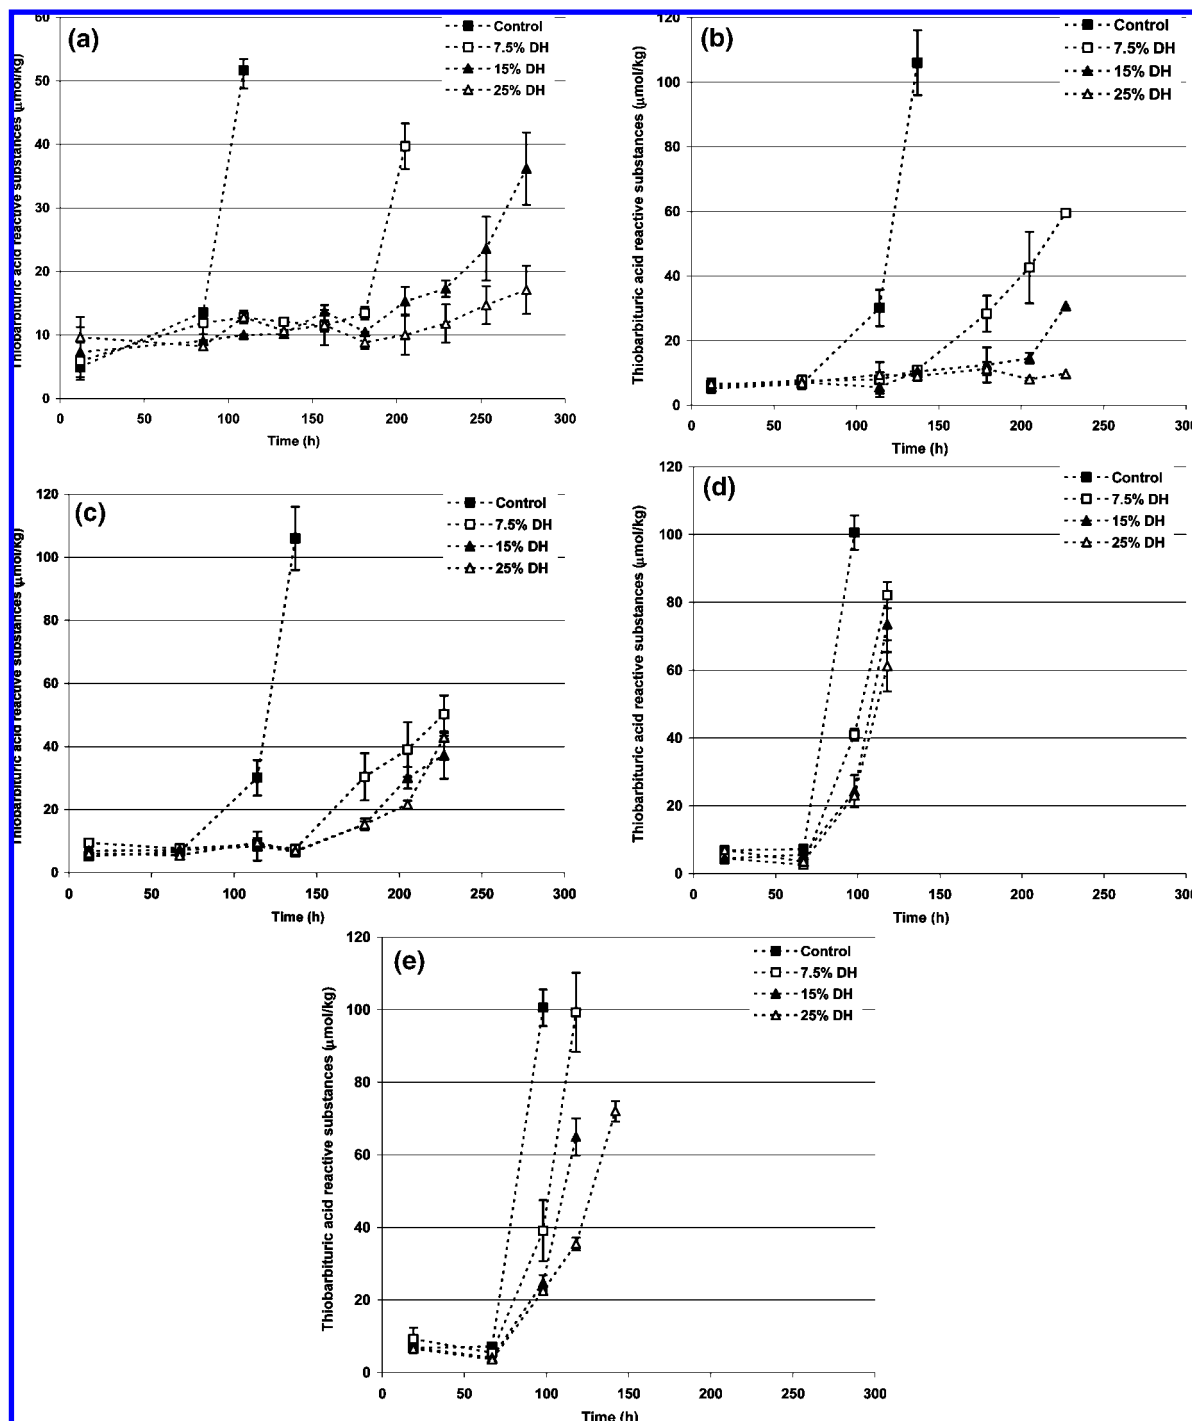 (a)
Thiobarbituric acid reactive substances (μmol/kg)
60
50
40
30
20
10
0
0 50 100 150 200 250 300
Time (h)
Control
7.5% DH
15% DH
25% DH
(b)
Thiobarbituric acid reactive substances (μmol/kg)
120
100
80
60
40
20
0
0 50 100 150 200 250 300
Time (h)
Control
7.5% DH
15% DH
25% DH
(c)
Thiobarbituric acid reactive substances (μmol/kg)
120
100
80
60
40
20
0
0 50 100 150 200 250 300
Time (h)
Control
7.5% DH
15% DH
25% DH
(d)
Thiobarbituric acid reactive substances (μmol/kg)
120
100
80
60
40
20
0
0 50 100 150 200 250 300
Time (h)
Control
7.5% DH
15% DH
25% DH
(e)
Thiobarbituric acid reactive substances (μmol/kg)
120
100
80
60
40
20
0
0 50 100 150 200 250 300
Time (h)
Control
7.5% DH
15% DH
25% DH